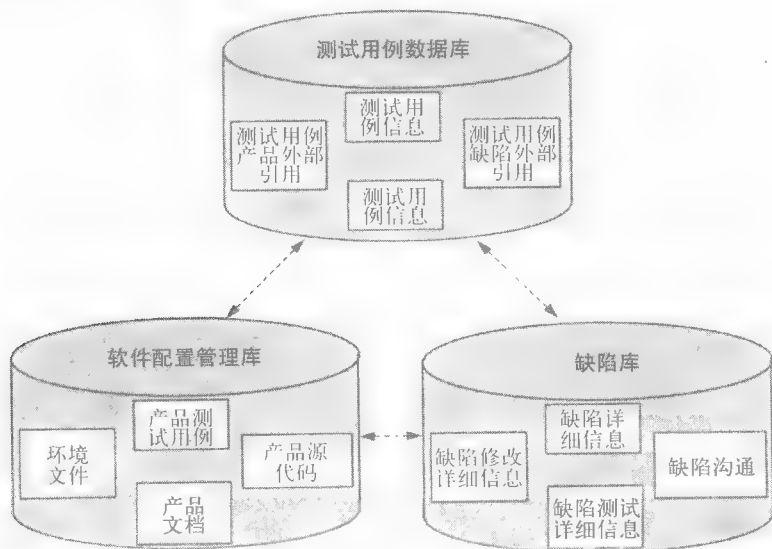 测试用例数据库
测试用
例信息
测试用例
产品外部
引用
测试用例
缺陷外部
引用
测试用
例信息
软件配置管理库
产品测
试用例
环境
文件
产品源
代码
产品
文档
缺陷库
缺陷详
细信息
缺陷修改
详细信息
缺陷沟通
缺陷测试
详细信息